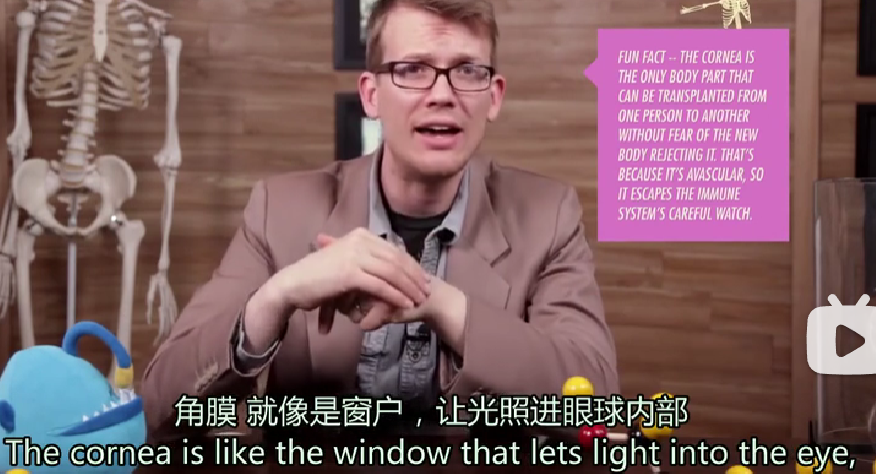 FUN FACT -- THE CORNEA IS
THE ONLY BODY PART THAT
CAN BE TRANSPLANTED FROM
ONE PERSON TO ANOTHER
WITHOUT FEAR OF THE NEW
BODY REJECTING IT. THAT'S
BECAUSE IT'S AVASCULAR, SO
IT ESCAPES THE IMMUNE
SYSTEM'S CAREFUL WATCH.
角膜 就像是窗户，让光照进眼球内部
The cornea is like the window that lets light into the eye,